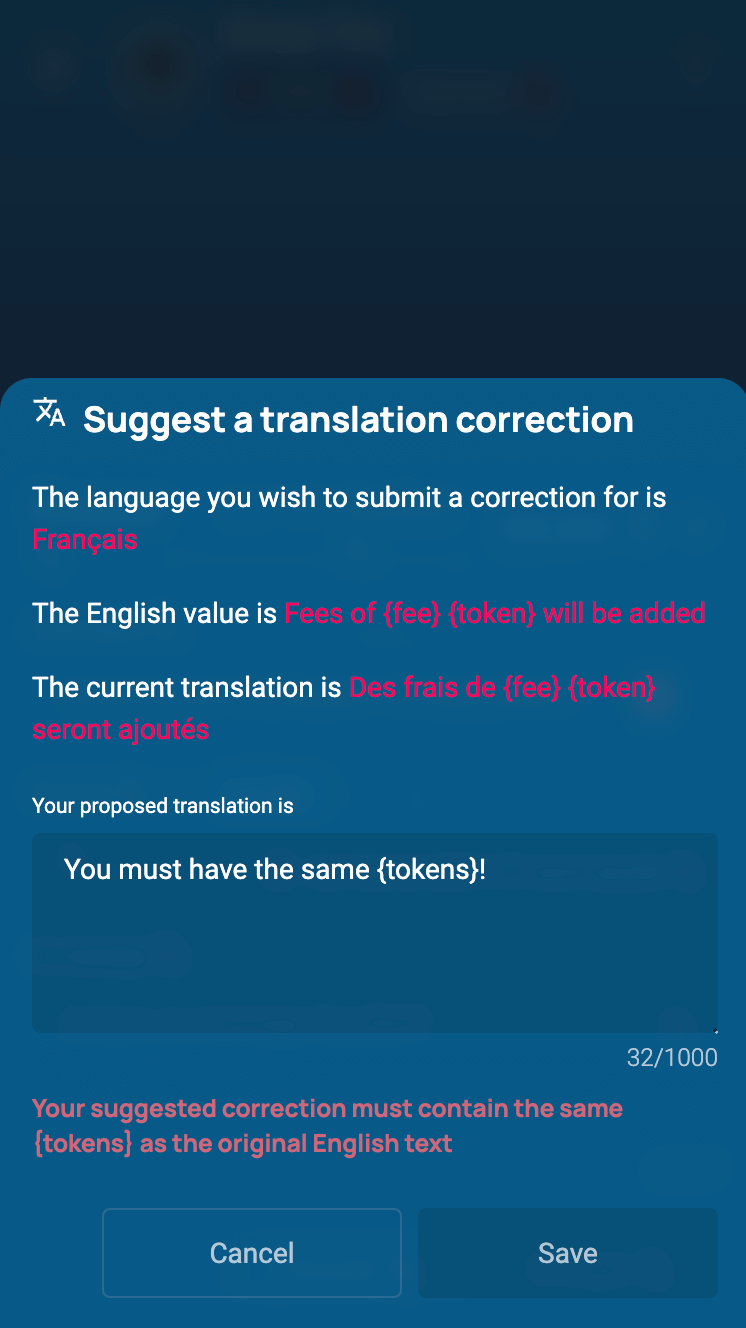 Suggest a translation correction
The language you wish to submit a correction for is
Français
The English value is Fees of {fee} {token} will be added
The current translation is Des frais de {fee} {token}
seront ajoutés
Your proposed translation is
You must have the same {tokens}!
32/1000
Your suggested correction must contain the same
{tokens} as the original English text
Cancel
Save